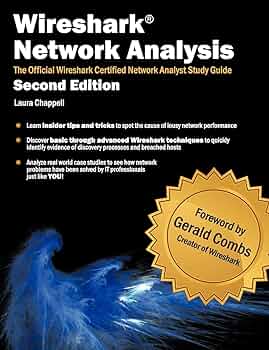 Wireshark®
Network Analysis
The Official Wireshark Certified Network Analyst Study Guide
Second Edition
Laura Chappell
Learn insider tips and tricks to spot the cause of lousy network performance
Discover basic through advanced Wireshark techniques to quickly
identify evidence of discovery processes and breached hosts
Analyze real world case studies to see how network
problems have been solved by IT professionals
just like YOU!
Foreword by
Gerald Combs
Creator of Wireshark